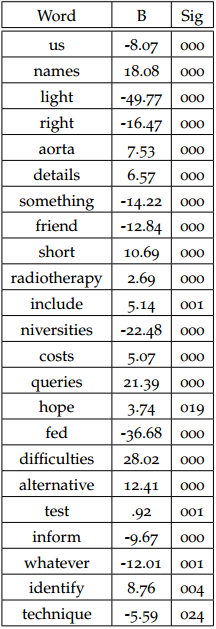 Word B Sig
us -8.07 000
names 18.08 000
light -49.77 000
right -16.47 000
aorta 7.53 000
details 6.57 000
something -14.22 000
friend -12.84 000
short 10.69 000
radiotherapy 2.69 000
include 5.14 001
niversities -22.48 000
costs 5.07 000
queries 21.39 000
hope 3.74 019
fed -36.68 000
difficulties 28.02 000
alternative 12.41 000
test .92 001
inform -9.67 000
whatever -12.01 001
identify 8.76 004
technique -5.59 024